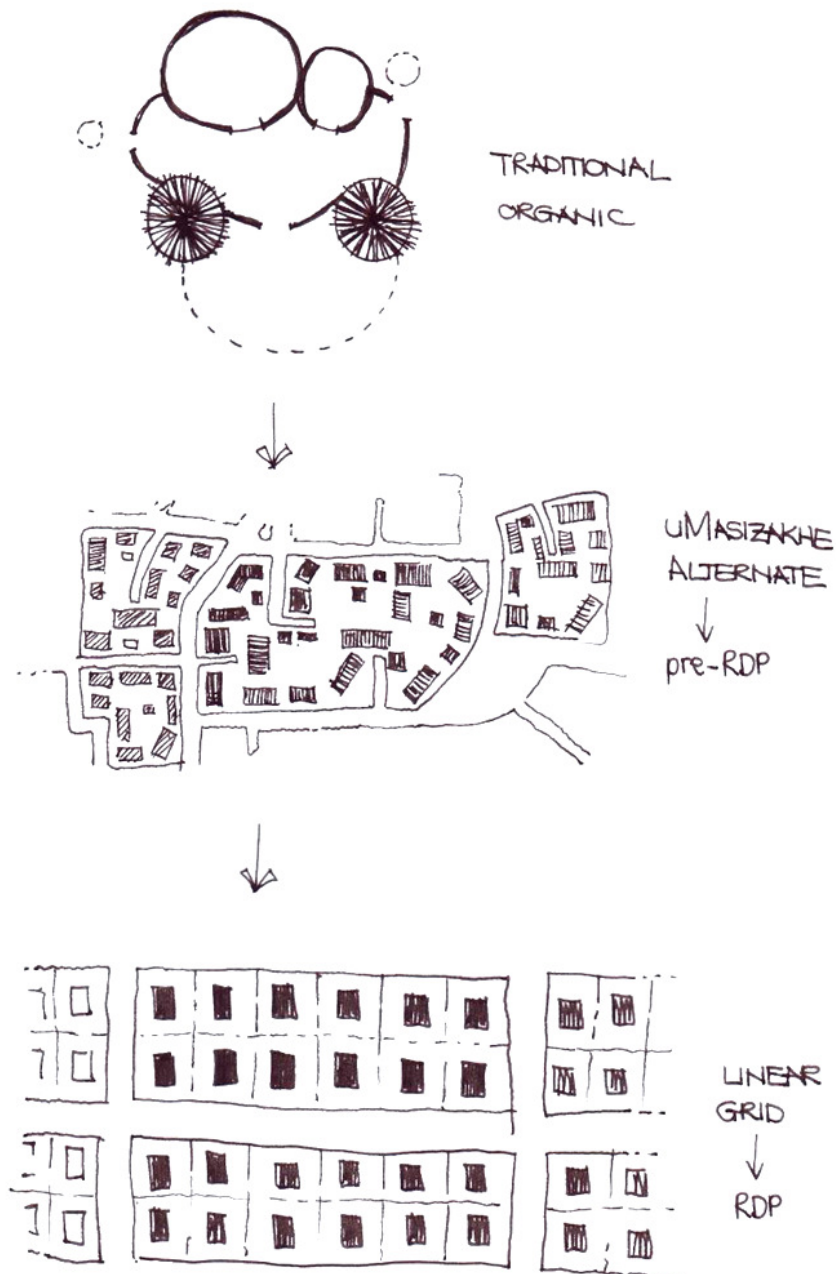 TRADITIONAL
ORGANIC
uMASIZAKHE
ALTERNATE
pre-RDP
LINEAR
GRID
RDP